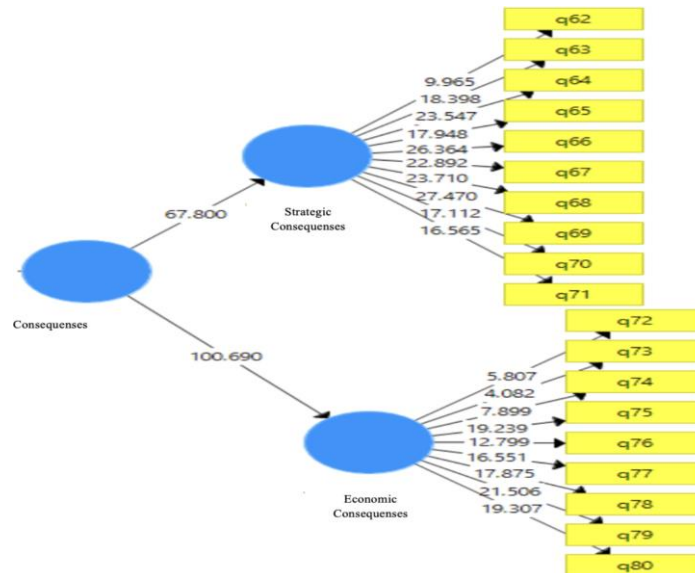 q62
q63
q64
q65
q66
q67
q68
q69
q70
q71
9.965
18.398
23.547
17.948
26.364
22.892
23.710
27.470
17.112
16.565
67.800
Strategic
Consequenses
Consequenses
100.690
q72
q73
q74
q75
q76
q77
q78
q79
q80
5.807
4.082
7.899
19.239
12.799
16.551
17.875
21.506
19.307
Economic
Consequenses